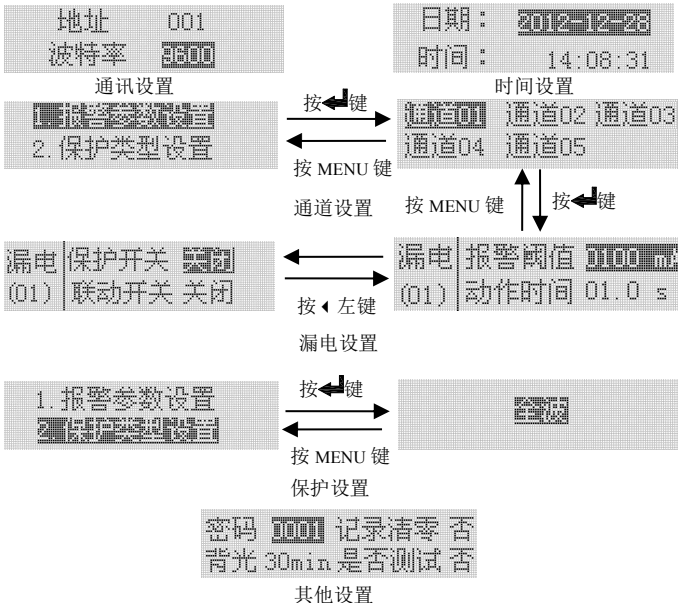 地址 001
波特率 9600
通讯设置
日期： 2012-12-28
时间： 14:08:31
时间设置
1.报警参数设置
2.保护类型设置
按键
按 MENU 键
通道设置
通道01 通道02 通道03
通道04 通道05
按 MENU 键
按键
漏电 保护开关 关闭
(01) 联动开关 关闭
按 左键
漏电设置
漏电 报警阈值 0100 mA
(01) 动作时间 01.0 s
1.报警参数设置
2.保护类型设置
按键
按 MENU 键
保护设置
全波
密码 0001 记录清零 否
背光 30min 是否测试 否
其他设置